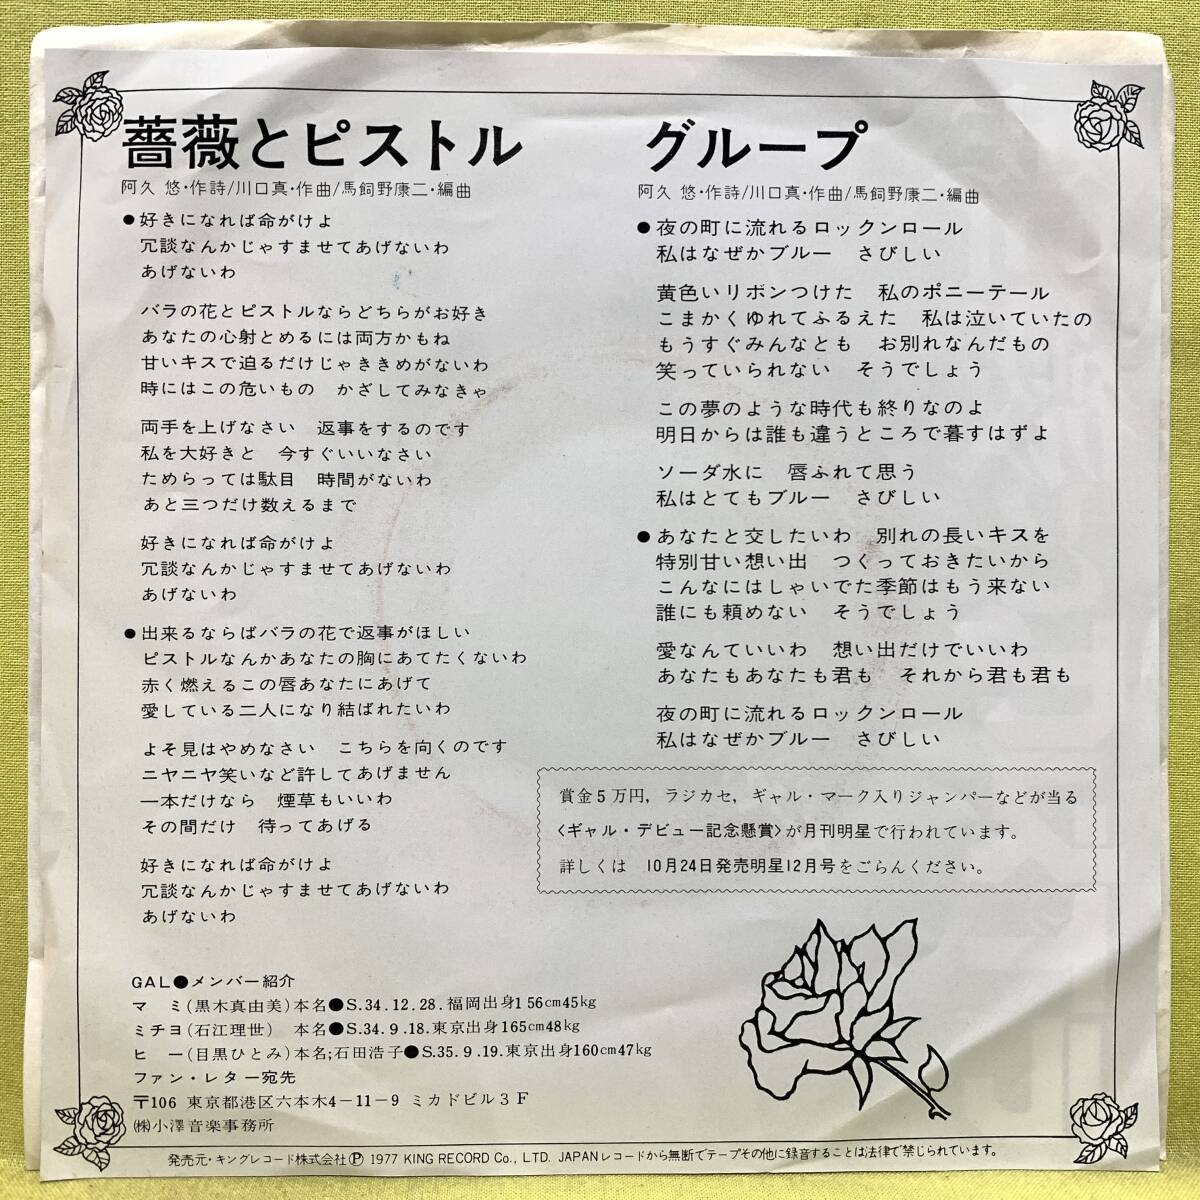 薔薇とピストル
阿久 悠・作詩/川口真・作曲/馬飼野康二・編曲
●好きになれば命がけよ
冗談なんかじゃすませてあげないわ
あげないわ
バラの花とピストルならどちらがお好き
あなたの心射とめるには両方かもね
甘いキスで迫るだけじゃききめがないわ
時にはこの危いもの　かざしてみなきゃ
両手を上げなさい　返事をするのです
私を大好きと　今すぐいいなさい
ためらっては駄目　時間がないわ
あと三つだけ数えるまで
好きになれば命がけよ
冗談なんかじゃすませてあげないわ
あげないわ
●出来るならばバラの花で返事がほしい
ピストルなんかあなたの胸にあてたくないわ
赤く燃えるこの唇あなたにあげて
愛している二人になり結ばれたいわ
よそ見はやめなさい　こちらを向くのです
ニヤニヤ笑いなど許してあげません
一本だけなら　煙草もいいわ
その間だけ　待ってあげる
好きになれば命がけよ
冗談なんかじゃすませてあげないわ
あげないわ
グループ
阿久 悠・作詩/川口真・作曲/馬飼野康二・編曲
●夜の町に流れるロックンロール
私はなぜかブルー　さびしい
黄色いリボンつけた　私のポニーテール
こまかくゆれてふるえた　私は泣いていたの
もうすぐみんなとも　お別れなんだもの
笑っていられない　そうでしょう
この夢のような時代も終りなのよ
明日からは誰も違うところで暮すはずよ
ソーダ水に　唇ふれて思う
私はとてもブルー　さびしい
●あなたと交したいわ　別れの長いキスを
特別甘い想い出　つくっておきたいから
こんなにはしゃいでた季節はもう来ない
誰にも頼めない　そうでしょう
愛なんていいわ　想い出だけでいいわ
あなたもあなたも君も　それから君も君も
夜の町に流れるロックンロール
私はなぜかブルー　さびしい
賞金5万円，ラジカセ，ギャル・マーク入りジャンパーなどが当る
〈ギャル・デビュー記念懸賞〉が月刊明星で行われています。
詳しくは　10月24日発売明星12月号をごらんください。
GAL●メンバー紹介
マ　ミ(黒木真由美)本名●S.34.12.28.福岡出身156cm45kg
ミチヨ(石江理世)　本名●S.34.9.18.東京出身165cm48kg
ヒ　ー(目黒ひとみ)本名;石田浩子●S.35.9.19.東京出身160cm47kg
ファン・レター宛先
〒106 東京都港区六本木4-11-9 ミカドビル3F
㈱小澤音楽事務所
発売元・キングレコード株式会社Ⓟ 1977 KING RECORD Co., LTD. JAPANレコードから無断でテープその他に録音することは法律で禁じられています。